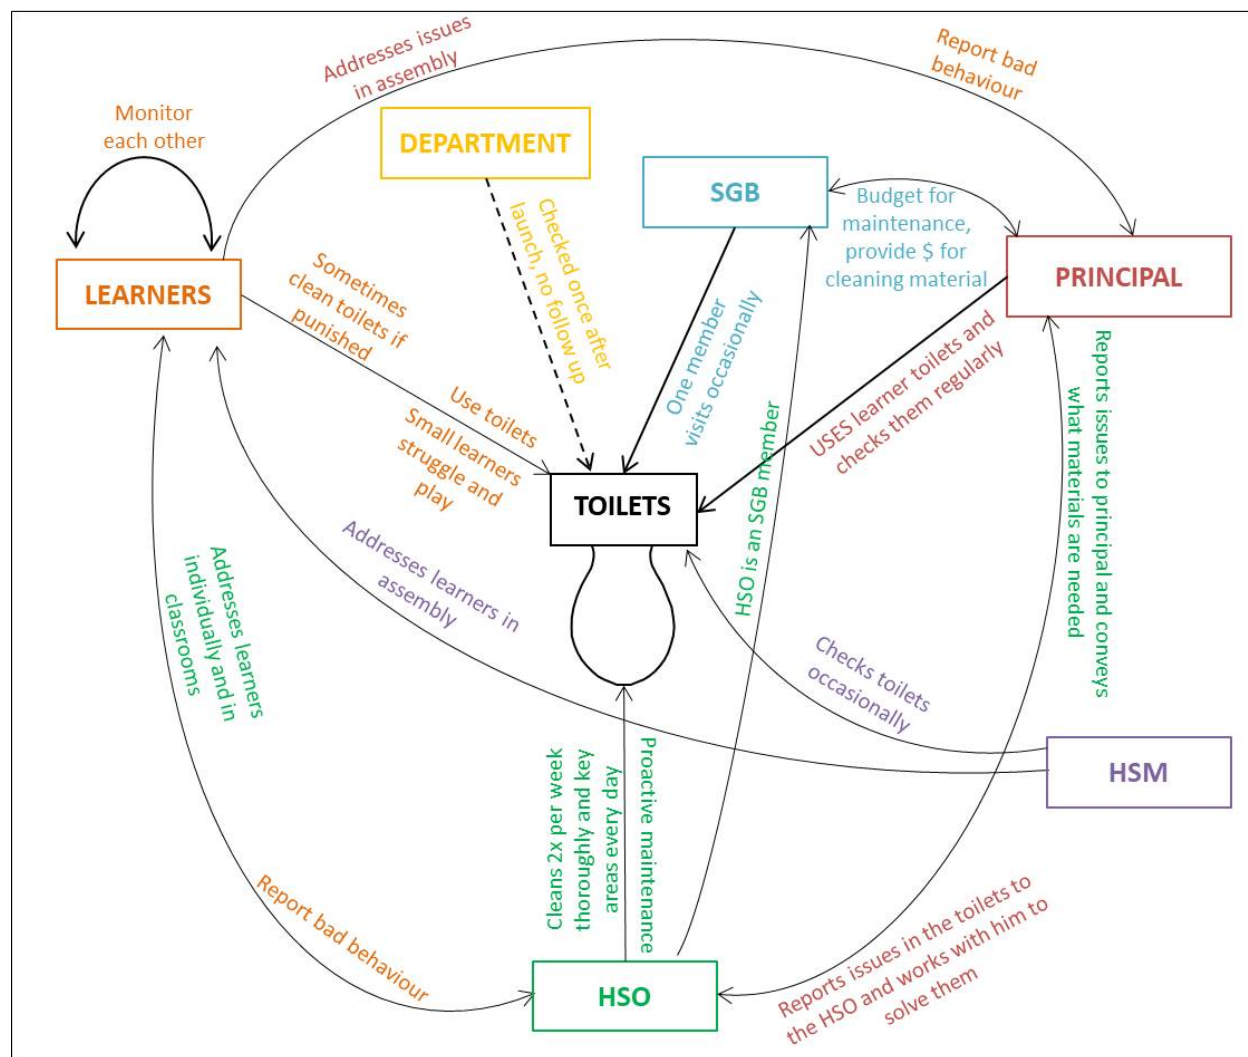 Addresses issues
in assembly
Report bad
behaviour
Monitor
each other
DEPARTMENT
SGB
Budget for
maintenance,
provide $ for
cleaning material
PRINCIPAL
LEARNERS
Sometimes
clean toilets if
punished
Checked once after
launch, no follow up
One member
visits occasionally
USES learner toilets and
checks them regularly
Reports issues to principal and conveys
what materials are needed
Use toilets
Small learners
struggle and
play
TOILETS
HSO is an SGB member
Addresses learners in
assembly
Addresses learners
individually and in
classrooms
Checks toilets
occasionally
HSM
Cleans 2x per week
thoroughly and key
areas every day
Proactive maintenance
Report bad behaviour
HSO
Reports issues in the toilets to
the HSO and works with him to
solve them